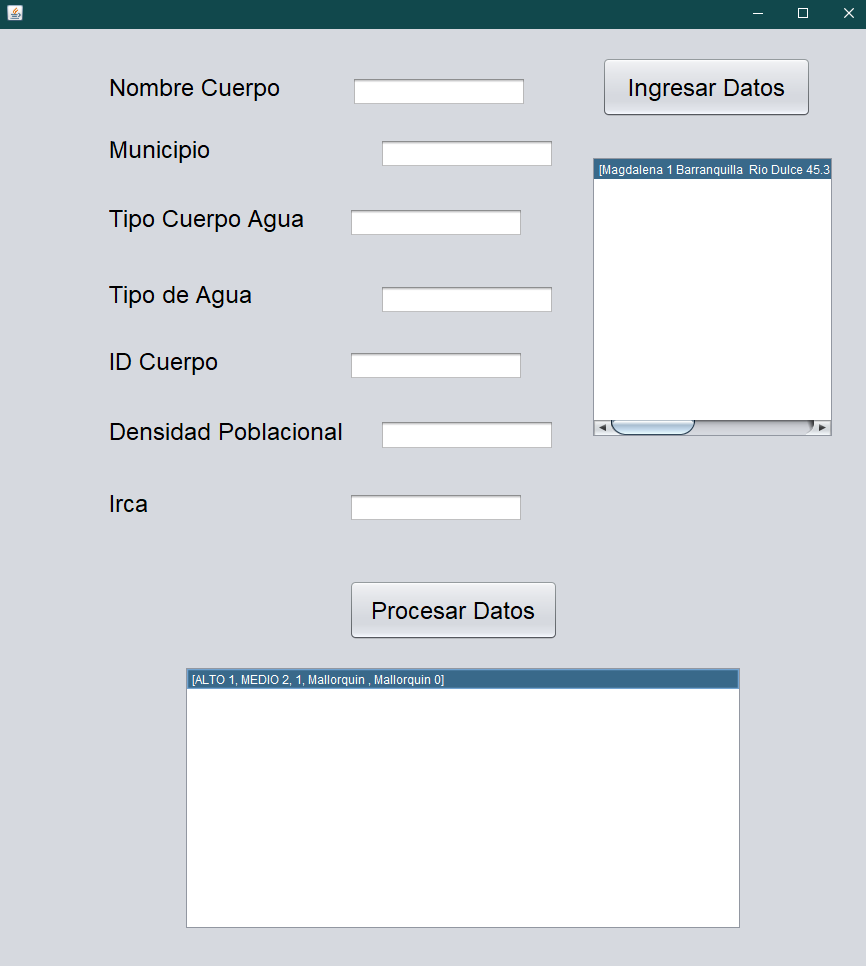 Nombre Cuerpo
Ingresar Datos
Municipio
[Magdalena 1 Barranquilla  Rio Dulce 45.3
Tipo Cuerpo Agua
Tipo de Agua
ID Cuerpo
Densidad Poblacional
Irca
Procesar Datos
[ALTO 1, MEDIO 2, 1, Mallorquin , Mallorquin 0]